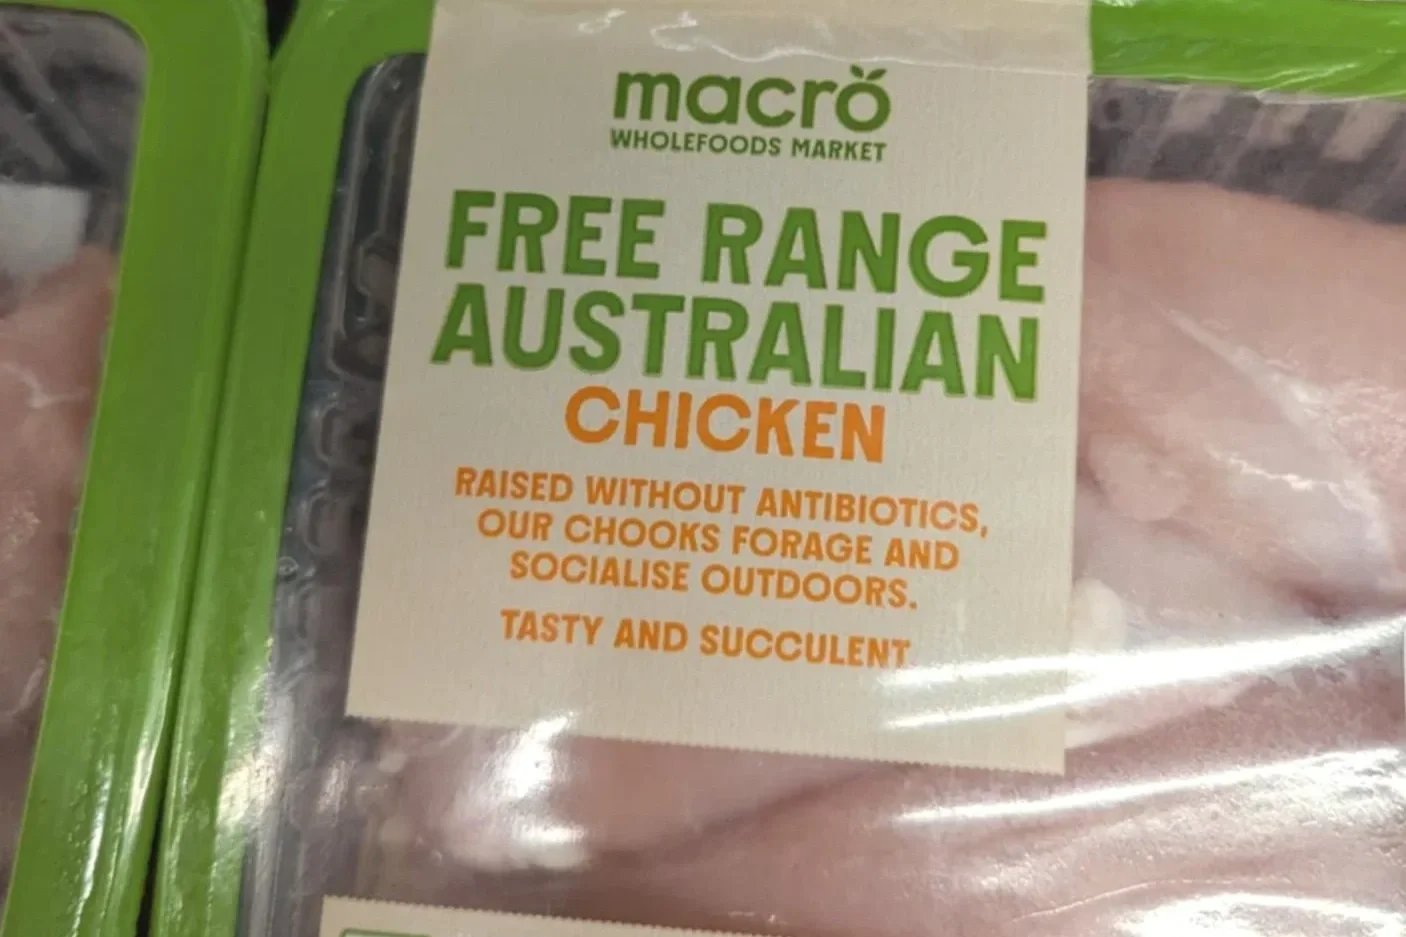 macro
WHOLEFOODS MARKET
FREE RANGE
AUSTRALIAN
CHICKEN
RAISED WITHOUT ANTIBIOTICS,
OUR CHOOKS FORAGE AND
SOCIALISE OUTDOORS.
TASTY AND SUCCULENT.